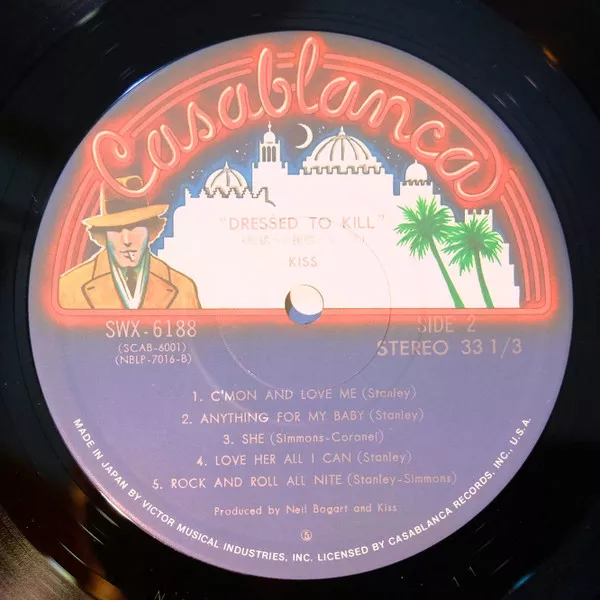 Casablanca
"DRESSED TO KILL"
KISS
SWX-6188
(SCAB-6001)
(NBLP-7016-B)
SIDE 2
STEREO 33 1/3
1. C'MON AND LOVE ME (Stanley)
2. ANYTHING FOR MY BABY (Stanley)
3. SHE (Simmons-Coronel)
4. LOVE HER ALL I CAN (Stanley)
5. ROCK AND ROLL ALL NITE (Stanley-Simmons)
Produced by Neil Bogart and Kiss
MADE IN JAPAN BY VICTOR MUSICAL INDUSTRIES, INC. LICENSED BY CASABLANCA RECORDS, INC., U.S.A.